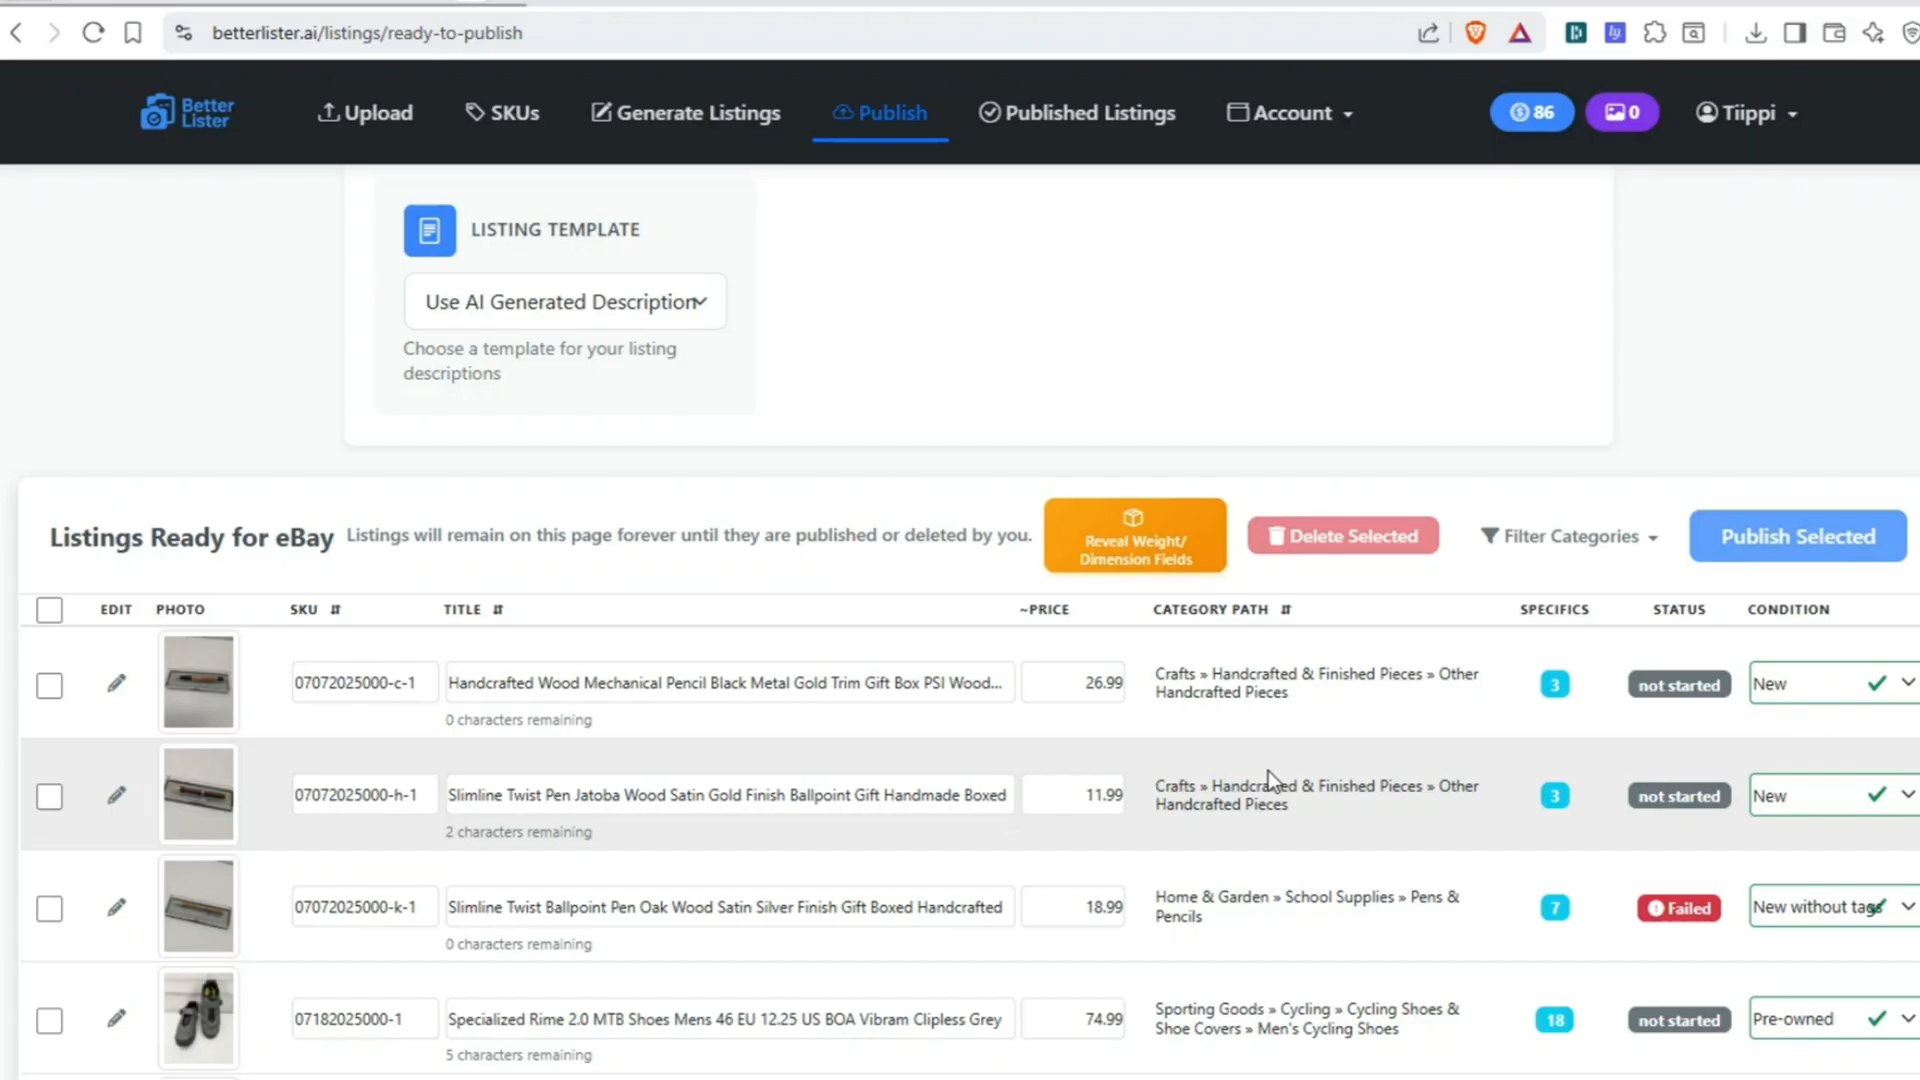 betterlister.ai/listings/ready-to-publish
Better
Lister
Upload
SKUs
Generate Listings
Publish
Published Listings
Account
86
0
Tiippi
LISTING TEMPLATE
Use AI Generated Description
Choose a template for your listing
descriptions
Listings Ready for eBay
Listings will remain on this page forever until they are published or deleted by you.
Reveal Weight/
Dimension Fields
Delete Selected
Filter Categories
Publish Selected
EDIT PHOTO SKU TITLE ~PRICE CATEGORY PATH SPECIFICS STATUS CONDITION
07072025000-c-1 Handcrafted Wood Mechanical Pencil Black Metal Gold Trim Gift Box PSI Wood... 26.99 Crafts » Handcrafted & Finished Pieces » Other 3 not started New
Handcrafted Pieces
0 characters remaining
07072025000-h-1 Slimline Twist Pen Jatoba Wood Satin Gold Finish Ballpoint Gift Handmade Boxed 11.99 Crafts » Handcrafted & Finished Pieces » Other 3 not started New
Handcrafted Pieces
2 characters remaining
07072025000-k-1 Slimline Twist Ballpoint Pen Oak Wood Satin Silver Finish Gift Boxed Handcrafted 18.99 Home & Garden » School Supplies » Pens & 7 Failed New without tags
Pencils
0 characters remaining
07182025000-1 Specialized Rime 2.0 MTB Shoes Mens 46 EU 12.25 US BOA Vibram Clipless Grey 74.99 Sporting Goods » Cycling » Cycling Shoes & 18 not started Pre-owned
Shoe Covers » Men's Cycling Shoes
5 characters remaining